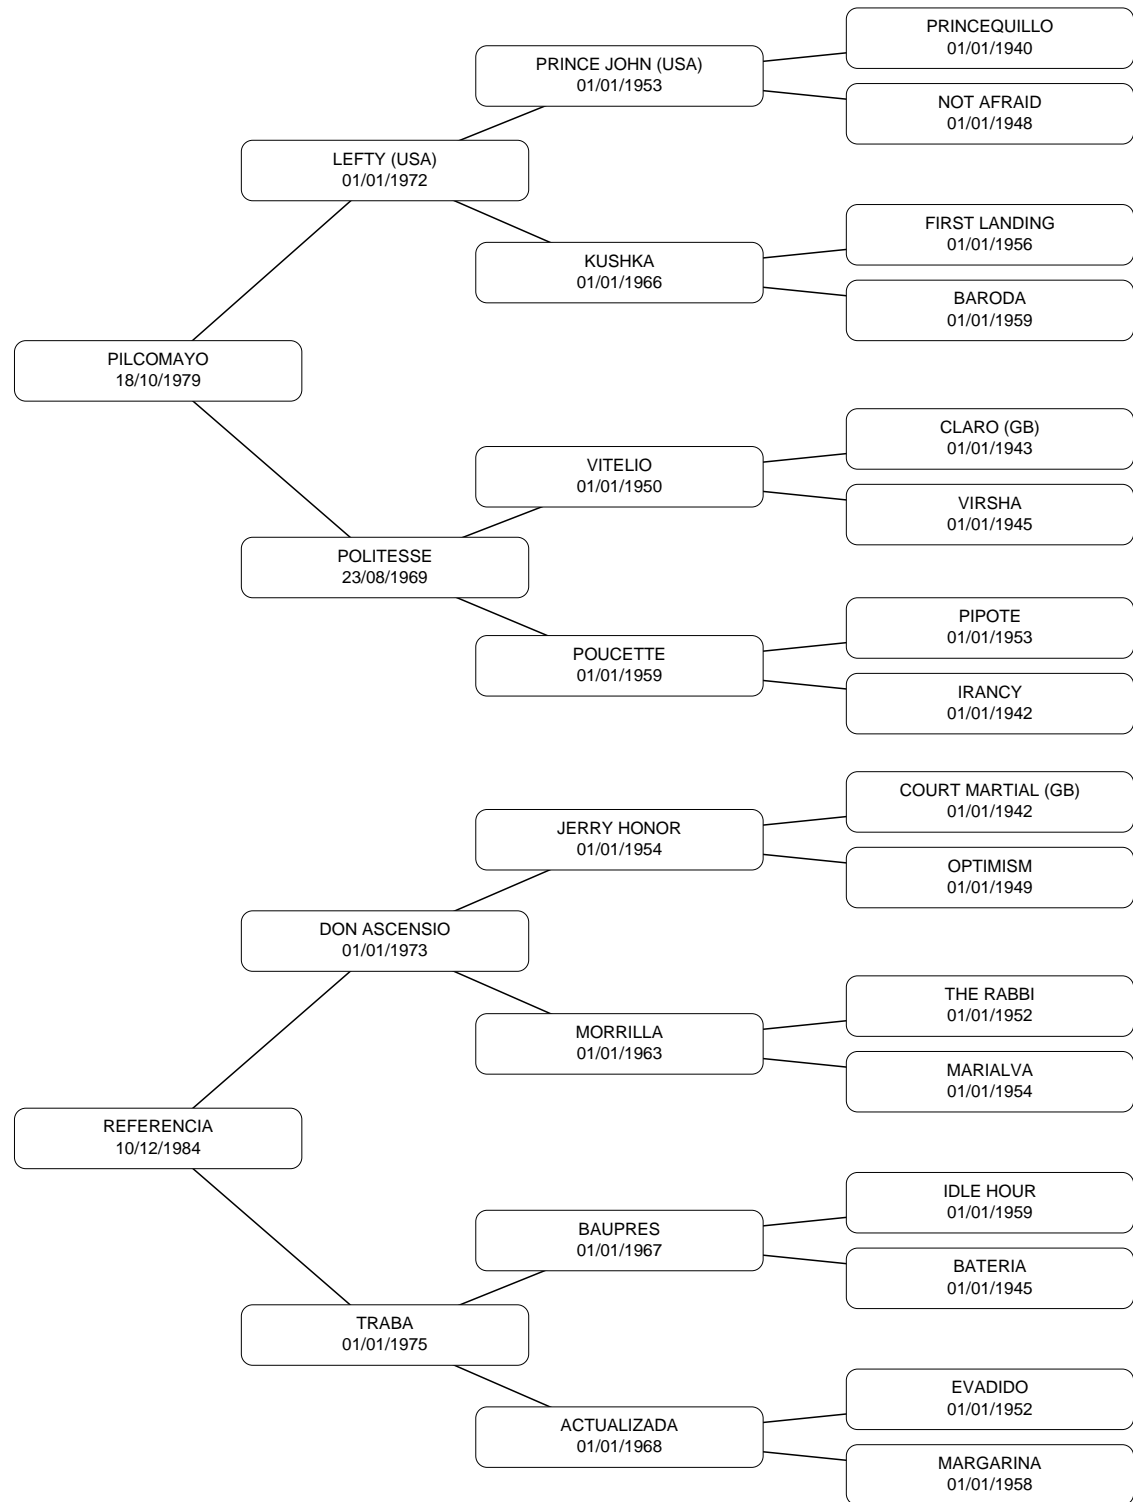 PRINCEQUILLO
01/01/1940
PRINCE JOHN (USA)
01/01/1953
NOT AFRAID
01/01/1948
LEFTY (USA)
01/01/1972
FIRST LANDING
01/01/1956
KUSHKA
01/01/1966
BARODA
01/01/1959
PILCOMAYO
18/10/1979
CLARO (GB)
01/01/1943
VITELIO
01/01/1950
VIRSHA
01/01/1945
POLITESSE
23/08/1969
PIPOTE
01/01/1953
POUCETTE
01/01/1959
IRANCY
01/01/1942
COURT MARTIAL (GB)
01/01/1942
JERRY HONOR
01/01/1954
OPTIMISM
01/01/1949
DON ASCENSIO
01/01/1973
THE RABBI
01/01/1952
MORRILLA
01/01/1963
MARIALVA
01/01/1954
REFERENCIA
10/12/1984
IDLE HOUR
01/01/1959
BAUPRES
01/01/1967
BATERIA
01/01/1945
TRABA
01/01/1975
EVADIDO
01/01/1952
ACTUALIZADA
01/01/1968
MARGARINA
01/01/1958